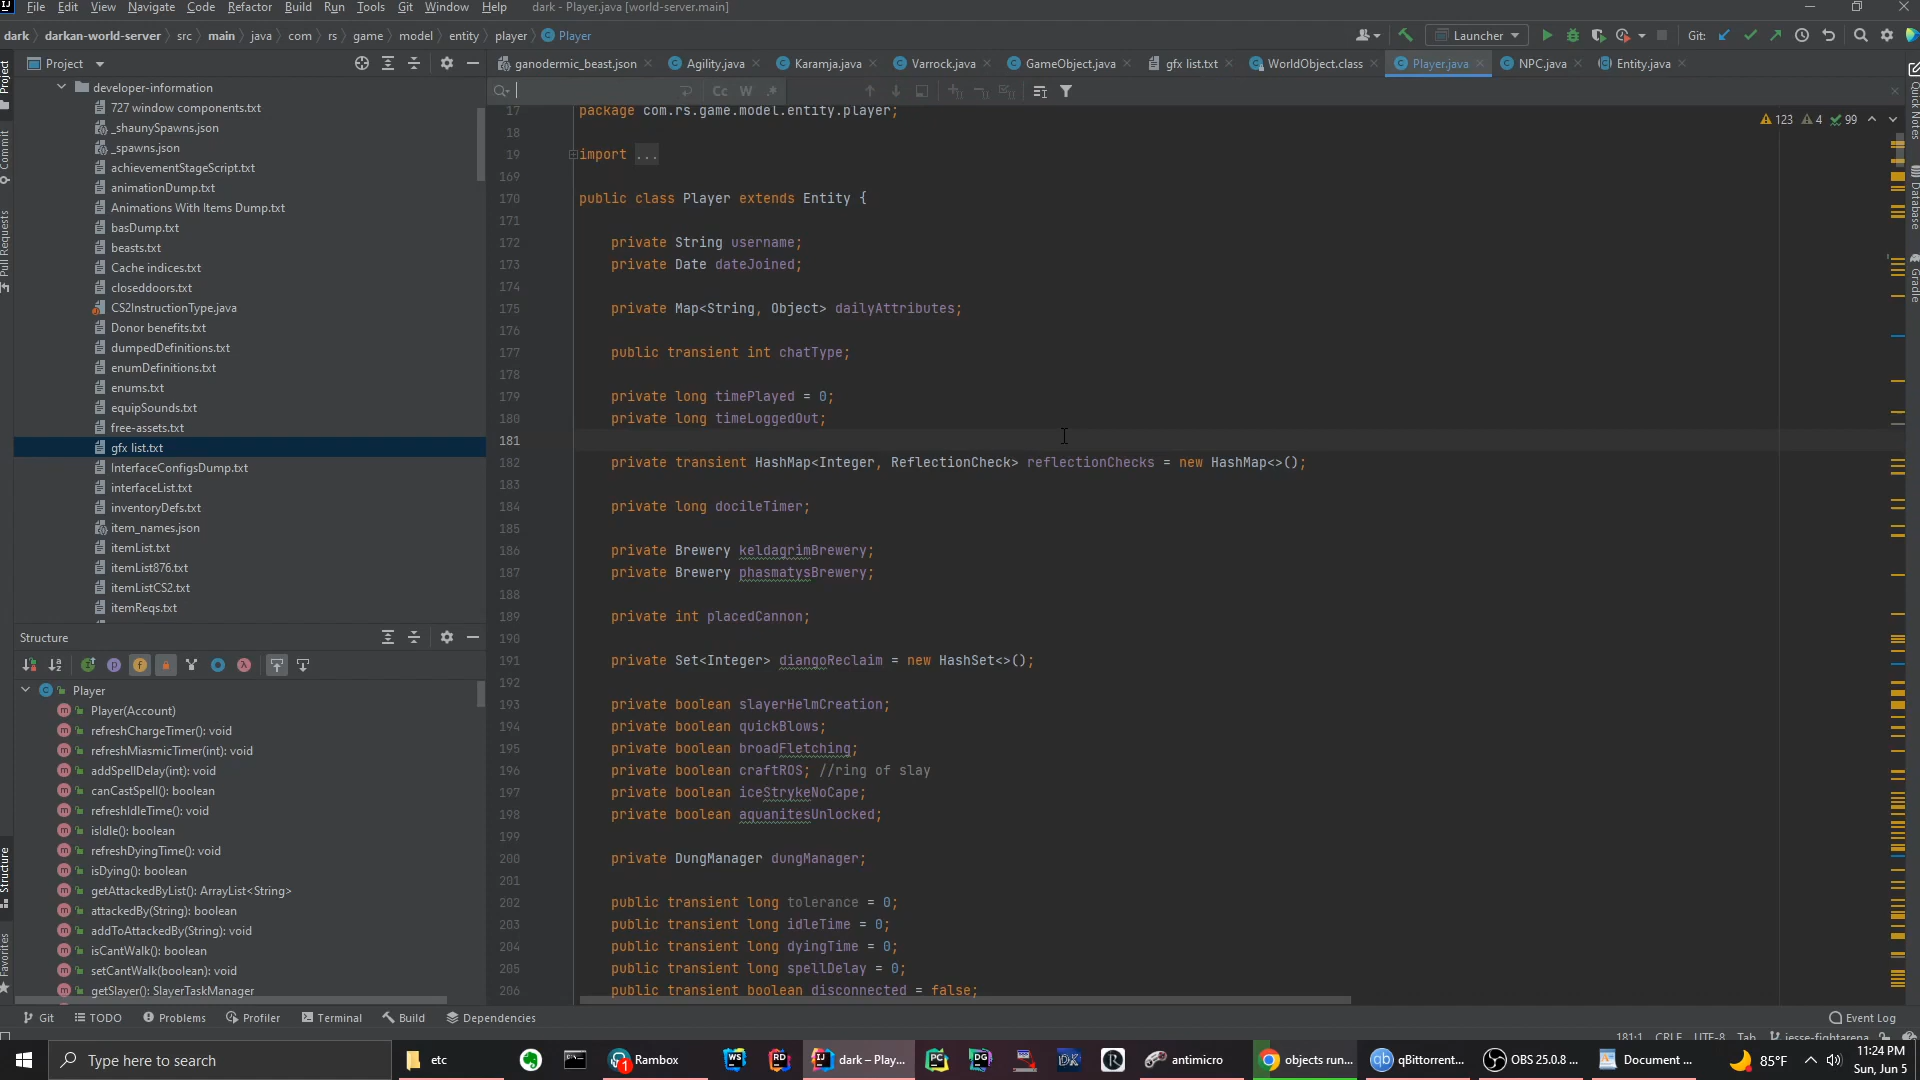 File Edit View Navigate Code Refactor Build Run Tools Git Window Help dark - Player.java [world-server.main]
dark darkan-world-server src main java com rs game model entity player Player
Launcher Git:
Project
ganodermic_beast.json Agility.java Karamja.java Varrock.java GameObject.java gfx list.txt WorldObject.class Player.java NPC.java Entity.java
Cc W .*
123 4 99
developer-information
727 window components.txt
_shaunySpawns.json
_spawns.json
achievementStageScript.txt
animationDump.txt
Animations With Items Dump.txt
basDump.txt
beasts.txt
Cache indices.txt
closeddoors.txt
CS2InstructionType.java
Donor benefits.txt
dumpedDefinitions.txt
enumDefinitions.txt
enums.txt
equipSounds.txt
free-assets.txt
gfx list.txt
InterfaceConfigsDump.txt
interfaceList.txt
inventoryDefs.txt
item_names.json
itemList.txt
itemList876.txt
itemListCS2.txt
itemReqs.txt
Structure
Player
Player(Account)
refreshChargeTimer(): void
refreshMiasmicTimer(int): void
addSpellDelay(int): void
canCastSpell(): boolean
refreshIdleTime(): void
isIdle(): boolean
refreshDyingTime(): void
isDying(): boolean
getAttackedByList(): ArrayList<String>
attackedBy(String): boolean
addToAttackedBy(String): void
isCantWalk(): boolean
setCantWalk(boolean): void
getSlayer(): SlayerTaskManager
17 package com.rs.game.model.entity.player;
18
19 import ...
169
170 public class Player extends Entity {
171
172 private String username;
173 private Date dateJoined;
174
175 private Map<String, Object> dailyAttributes;
176
177 public transient int chatType;
178
179 private long timePlayed = 0;
180 private long timeLoggedOut;
181
182 private transient HashMap<Integer, ReflectionCheck> reflectionChecks = new HashMap<>();
183
184 private long docileTimer;
185
186 private Brewery keldagrimBrewery;
187 private Brewery phasmatysBrewery;
188
189 private int placedCannon;
190
191 private Set<Integer> diangoReclaim = new HashSet<>();
192
193 private boolean slayerHelmCreation;
194 private boolean quickBlows;
195 private boolean broadFletching;
196 private boolean craftROS; //ring of slay
197 private boolean iceStrykeNoCape;
198 private boolean aquanitesUnlocked;
199
200 private DungManager dungManager;
201
202 public transient long tolerance = 0;
203 public transient long idleTime = 0;
204 public transient long dyingTime = 0;
205 public transient long spellDelay = 0;
206 public transient boolean disconnected = false;
Project
Commit
Pull Requests
Structure
Favorites
Quick Notes
Database
Gradle
Git TODO Problems Profiler Terminal Build Dependencies Event Log
181:1 CRLF UTF-8 Tab jesse-fightarena
Type here to search etc Rambox dark – Play... antimicro objects run... qBittorrent... OBS 25.0.8 ... Document ... 85°F
11:24 PM
Sun, Jun 5